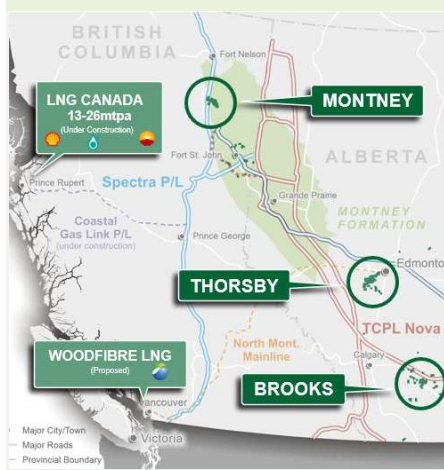 BRITISH
COLUMBIA
Fort Nelson
LNG CANADA
13-26mtpa
(Under Construction)
MONTNEY
Fort St. John
ALBERTA
Prince Rupert
Spectra P/L
Grande Prairie
Coastal
Gas Link P/L
(under construction)
Prince George
MONTNEY
FORMATION
Edmonto
THORSBY
TCPL Nova
WOODFIBRE LNG
(Proposed)
North Mont.
Mainline
Calgary
BROOKS
ancouver
Victoria
Major City/Town
Major Roads
Provincial Boundary